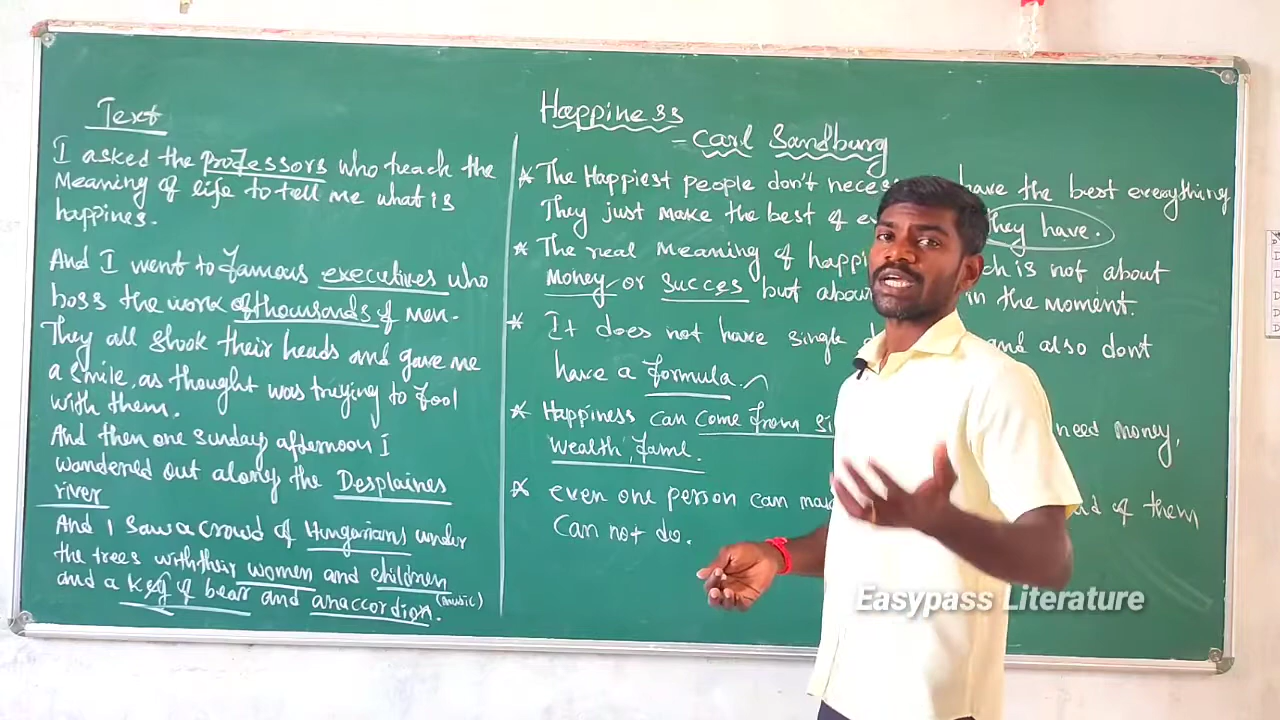 Text
I asked the professors who teach the
Meaning of life to tell me what is
happines.
And I went to famous executives who
boss the work of thousands of men.
They all shook their heads and gave me
a smile, as thought was trying to fool
with them.
And then one sunday afternoon I
wandered out along the Desplaines
river
And I saw a crowd of Hungarians under
the trees with their women and children
and a keg of bear and anaccordion.
(music)
Happiness
- Carl Sandburg
* The Happiest people don't have the best everything
They just make the best of they have.
* The real Meaning of is not about
Money or Succes but in the moment.
* It does not have single and also dont
have a formula.
* Happiness can come from need money,
wealth, fame.
* even one person can of them
Can not do.
Easypass Literature